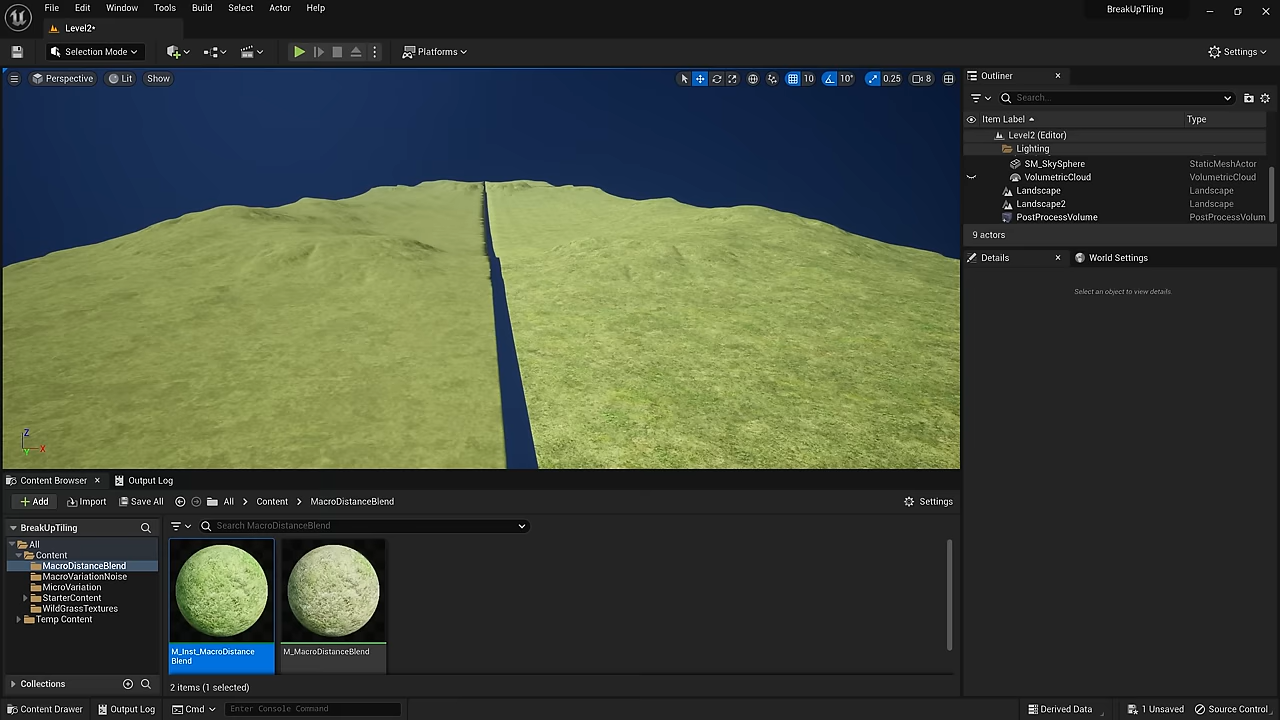 File Edit Window Tools Build Select Actor Help
BreakUpTiling
Level2•
Selection Mode
Platforms
Settings
Perspective Lit Show
10 10° 0.25 8
Outliner
Search...
Item Label Type
Level2 (Editor)
Lighting
SM_SkySphere StaticMeshActor
VolumetricCloud VolumetricCloud
Landscape Landscape
Landscape2 Landscape
PostProcessVolume PostProcessVolum
9 actors
Details World Settings
Select an object to view details.
Z
X
Y
Content Browser Output Log
Add Import Save All All Content MacroDistanceBlend Settings
BreakUpTiling
Search MacroDistanceBlend
All
Content
MacroDistanceBlend
MacroVariationNoise
MicroVariation
StarterContent
WildGrassTextures
Temp Content
M_Inst_MacroDistance
Blend
M_MacroDistanceBlend
Collections
2 items (1 selected)
Content Drawer Output Log Cmd Enter Console Command Derived Data 1 Unsaved Source Control